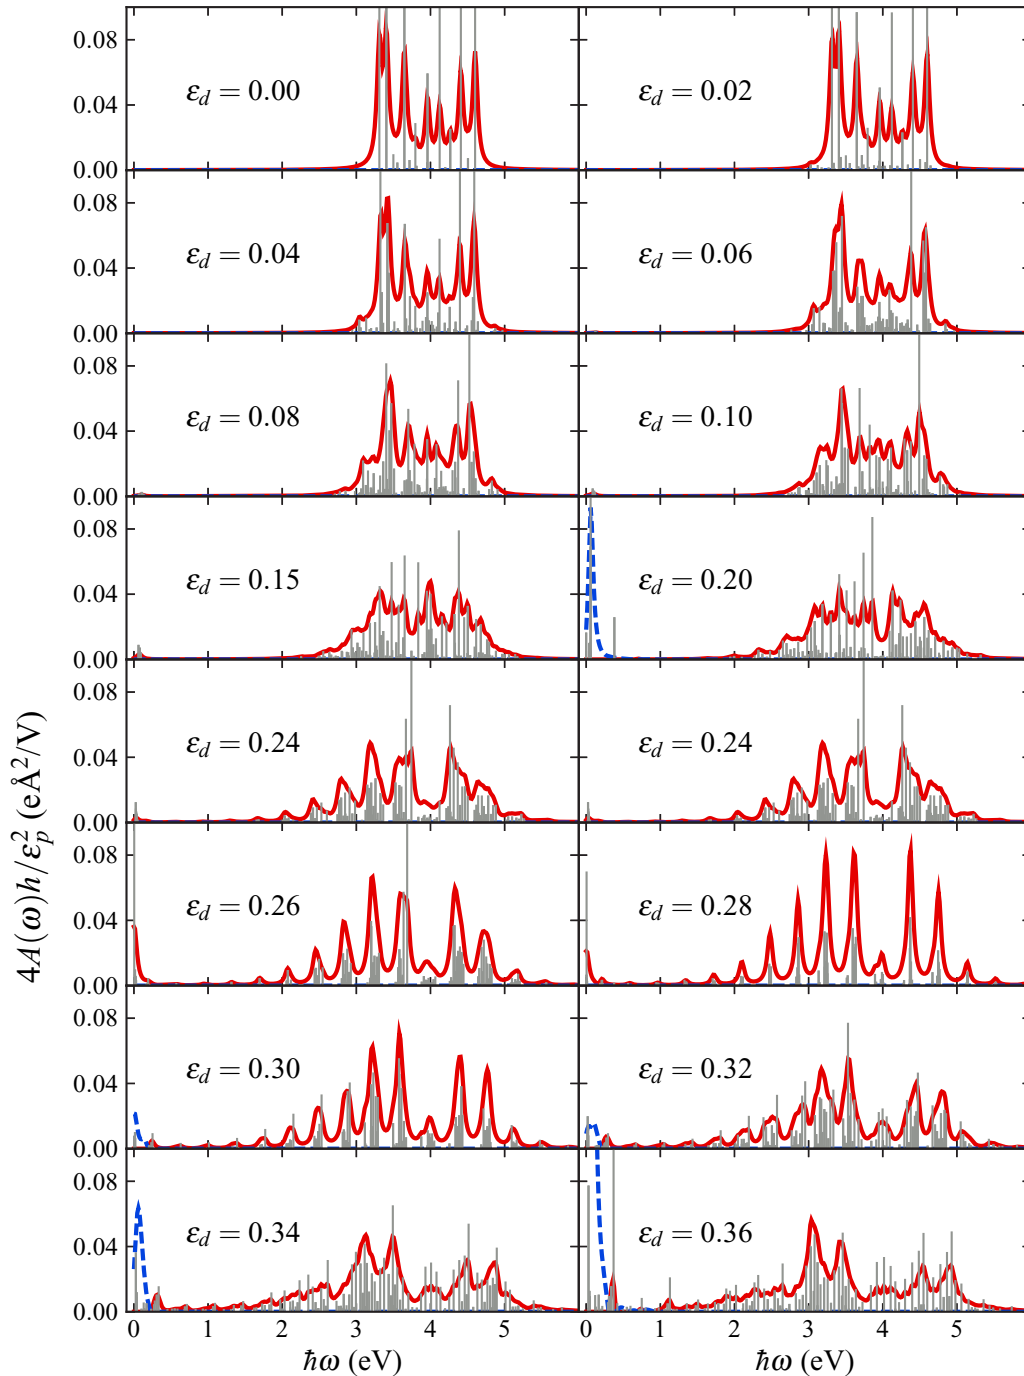 0.08
0.04
0.00
ε_d = 0.00
ε_d = 0.02
0.08
0.04
0.00
ε_d = 0.04
ε_d = 0.06
0.08
0.04
0.00
ε_d = 0.08
ε_d = 0.10
0.08
0.04
0.00
ε_d = 0.15
ε_d = 0.20
0.08
0.04
0.00
ε_d = 0.24
ε_d = 0.24
0.08
0.04
0.00
ε_d = 0.26
ε_d = 0.28
0.08
0.04
0.00
ε_d = 0.30
ε_d = 0.32
0.08
0.04
0.00
ε_d = 0.34
ε_d = 0.36
0 1 2 3 4 5
0 1 2 3 4 5
ħω (eV)
ħω (eV)
4A(ω)h/ε_p^2 (eÅ^2/V)